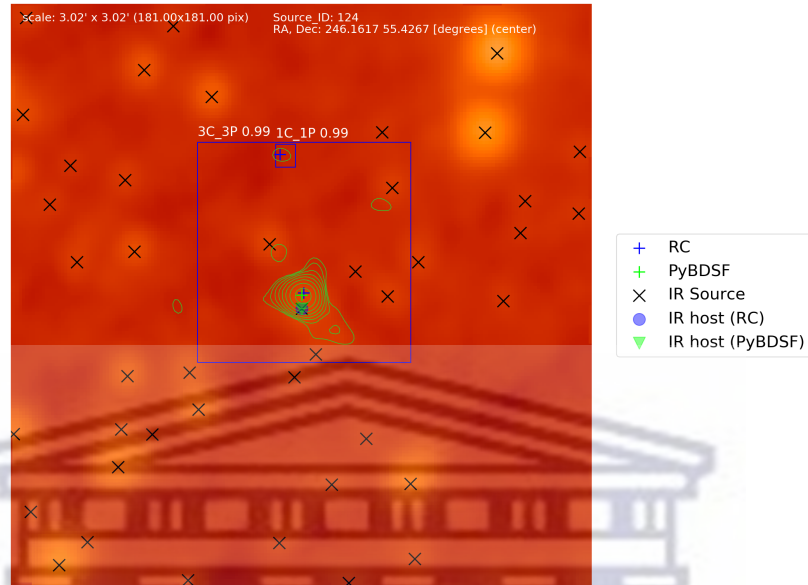 scale: 3.02' x 3.02' (181.00x181.00 pix)
Source_ID: 124
RA, Dec: 246.1617 55.4267 [degrees] (center)
3C_3P 0.99
1C_1P 0.99
RC
PyBDSF
IR Source
IR host (RC)
IR host (PyBDSF)